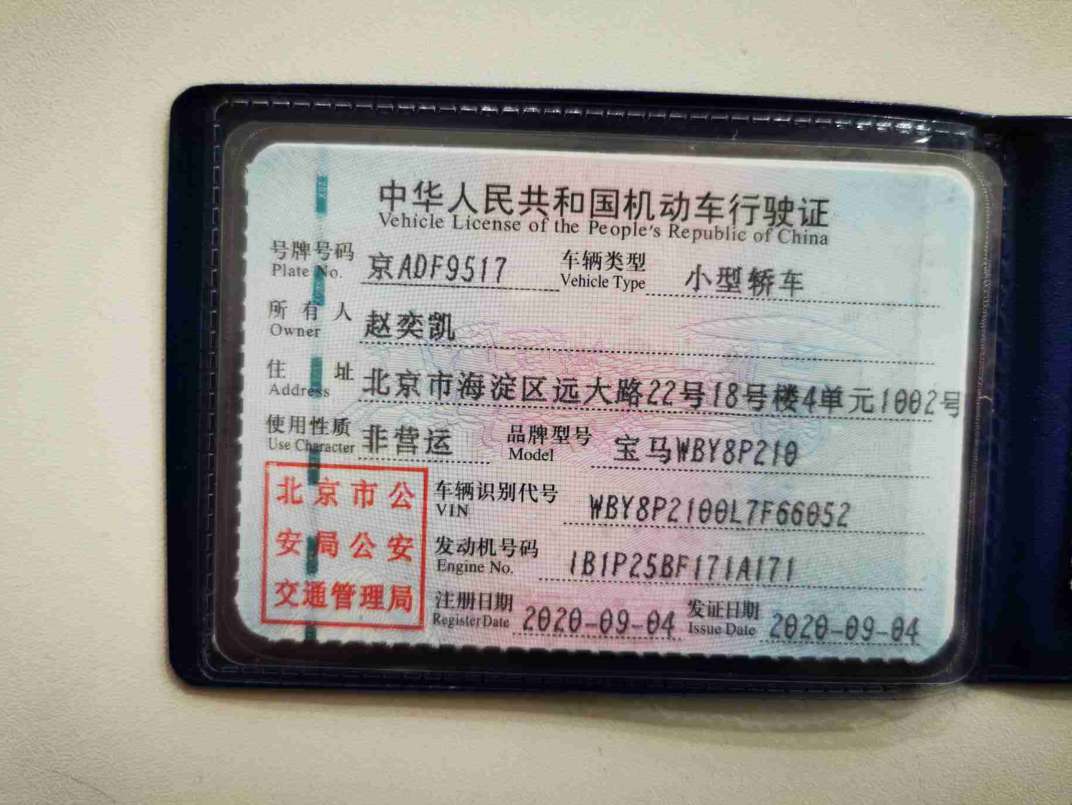 中华人民共和国机动车行驶证
Vehicle License of the People's Republic of China
号牌号码 京ADF9517 车辆类型 小型轿车
Plate No. Vehicle Type
所有人 赵奕凯
Owner
住址 北京市海淀区远大路22号18号楼4单元1002号
Address
使用性质 非营运 品牌型号 宝马WBY8P210
Use Character Model
北京市公 车辆识别代号 WBY8P2100L7F66052
VIN
安局公安 发动机号码 1B1P25BF171A171
Engine No.
交通管理局 注册日期 2020-09-04 发证日期 2020-09-04
Register Date Issue Date